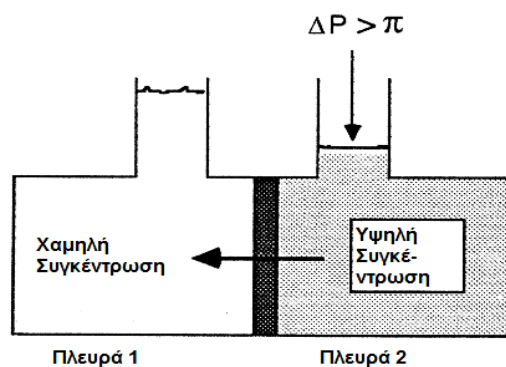 ΔP > π
Χαμηλή
Συγκέντρωση
Υψηλή
Συγκέ-
ντρωση
Πλευρά 1
Πλευρά 2